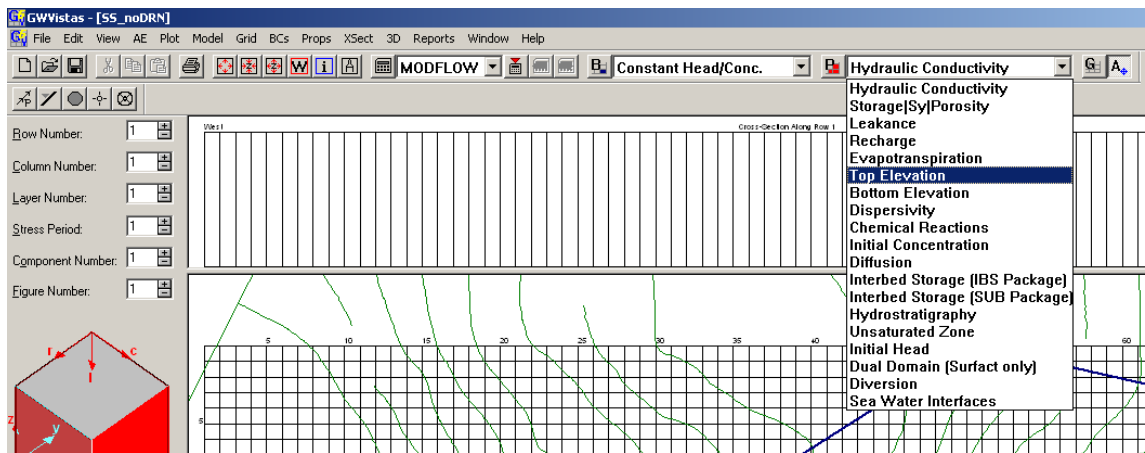 GWVistas - [SS_noDRN]
File Edit View AE Plot Model Grid BCs Props XSect 3D Reports Window Help
W i A MODFLOW B Constant Head/Conc. P Hydraulic Conductivity G A
P
Hydraulic Conductivity
Storage|Sy|Porosity
Leakance
Recharge
Evapotranspiration
Top Elevation
Bottom Elevation
Dispersivity
Chemical Reactions
Initial Concentration
Diffusion
Interbed Storage (IBS Package)
Interbed Storage (SUB Package)
Hydrostratigraphy
Unsaturated Zone
Initial Head
Dual Domain (Surfact only)
Diversion
Sea Water Interfaces
Row Number: 1
Column Number: 1
Layer Number: 1
Stress Period: 1
Component Number: 1
Figure Number: 1
West Cross-Section Along Row 1
5 10 15 20 25 30 35 40 60
5
r c
l
z
y